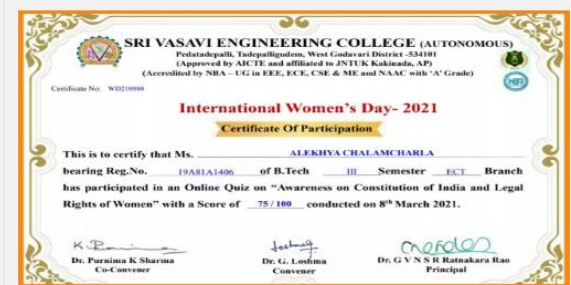 SRI VASAVI ENGINEERING COLLEGE (AUTONOMOUS)
Pedatadepalli, Tadepalligudem, West Godavari District -534101
(Approved by AICTE and affiliated to JNTUK Kakinada, AP)
(Accredited by NBA – UG in EEE, ECE, CSE & ME and NAAC with 'A' Grade)
Certificate No: WD210080
International Women's Day- 2021
Certificate Of Participation
This is to certify that Ms. ALEKHYA CHALAMCHARLA
bearing Reg.No. 19A81A1406 of B.Tech III Semester ECT Branch
has participated in an Online Quiz on “Awareness on Constitution of India and Legal
Rights of Women” with a Score of 75 / 100 conducted on 8th March 2021.
Dr. Purnima K Sharma
Co-Convener
Dr. G. Loshma
Convener
Dr. G V N S R Ratnakara Rao
Principal